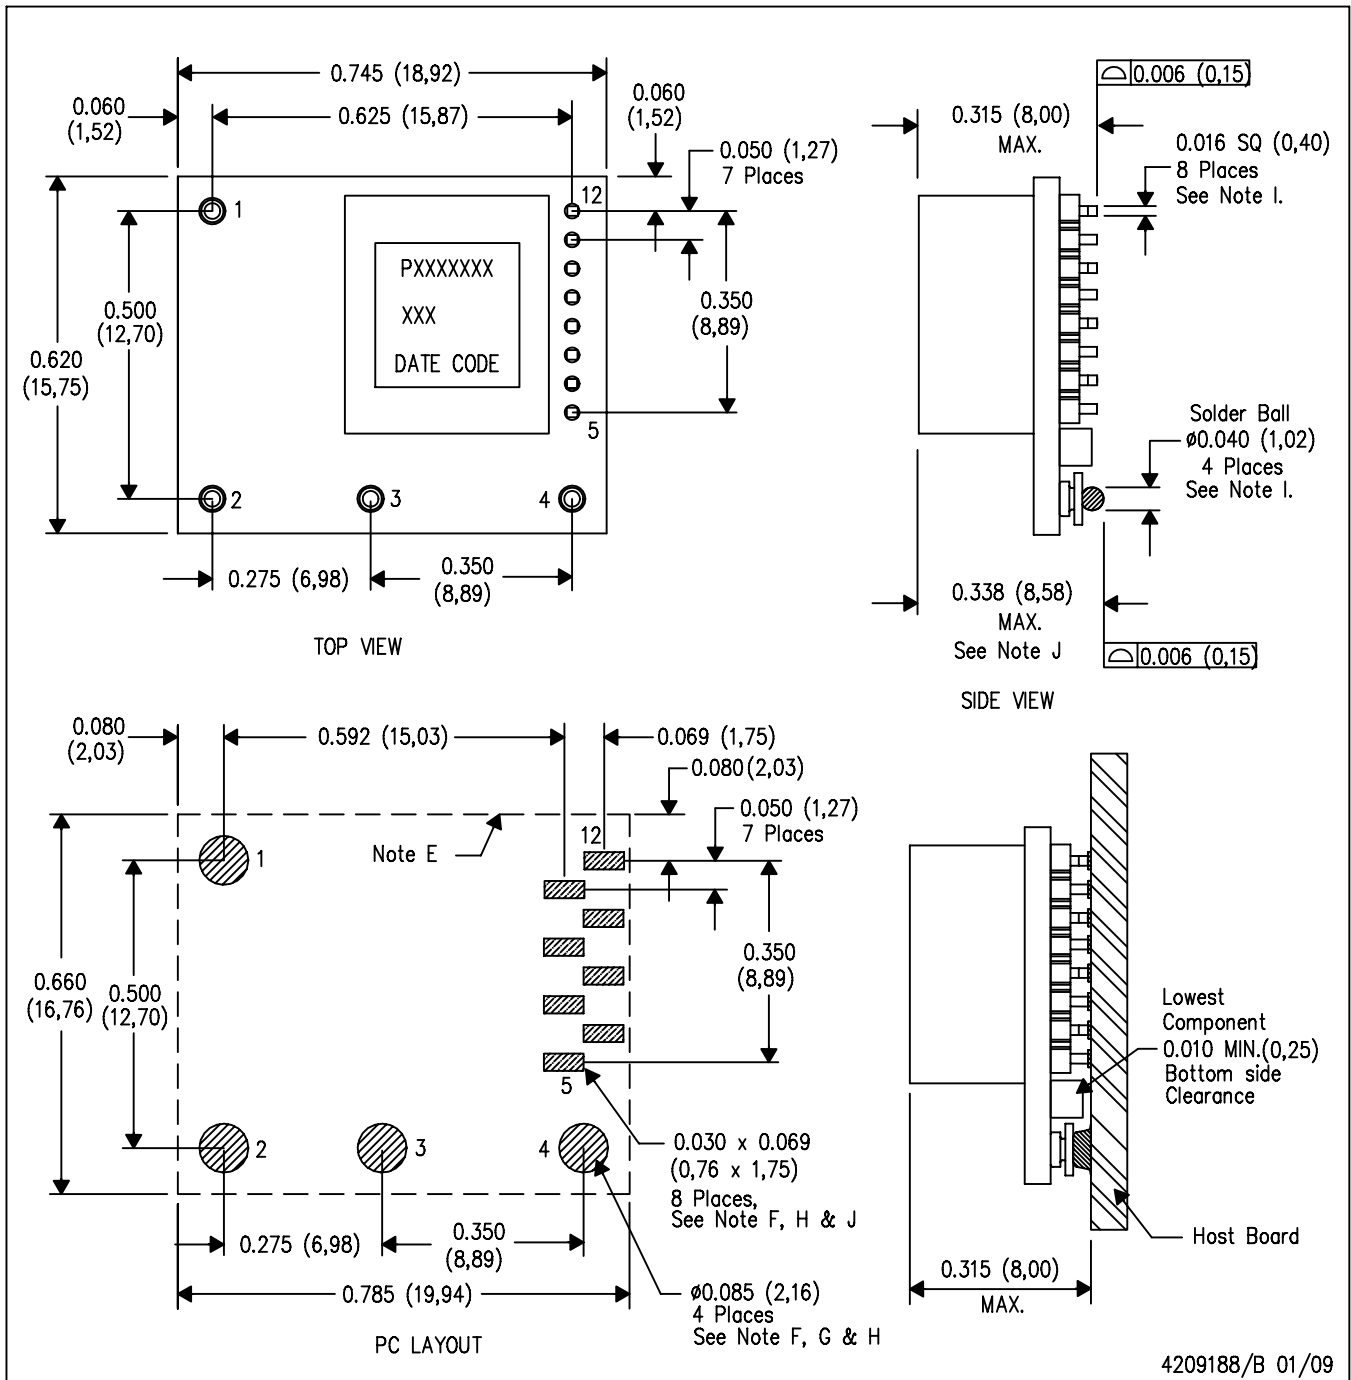 0.745 (18,92)
0.060
(1,52)
0.625 (15,87)
0.060
(1,52)
0.050 (1,27)
7 Places
1
12
PXXXXXXX
XXX
DATE CODE
0.500
(12,70)
0.620
(15,75)
0.350
(8,89)
5
2
3
4
0.275 (6,98)
0.350
(8,89)
TOP VIEW
0.006 (0,15)
0.315 (8,00)
MAX.
0.016 SQ (0,40)
8 Places
See Note I.
Solder Ball
ø0.040 (1,02)
4 Places
See Note I.
0.338 (8,58)
MAX.
See Note J
0.006 (0,15)
SIDE VIEW
0.080
(2,03)
0.592 (15,03)
0.069 (1,75)
0.080(2,03)
0.050 (1,27)
7 Places
12
Note E
1
0.660
(16,76)
0.500
(12,70)
0.350
(8,89)
5
2
3
4
0.030 x 0.069
(0,76 x 1,75)
8 Places,
See Note F, H & J
0.275 (6,98)
0.350
(8,89)
0.785 (19,94)
ø0.085 (2,16)
4 Places
See Note F, G & H
PC LAYOUT
Lowest
Component
0.010 MIN.(0,25)
Bottom side
Clearance
Host Board
0.315 (8,00)
MAX.
4209188/B 01/09